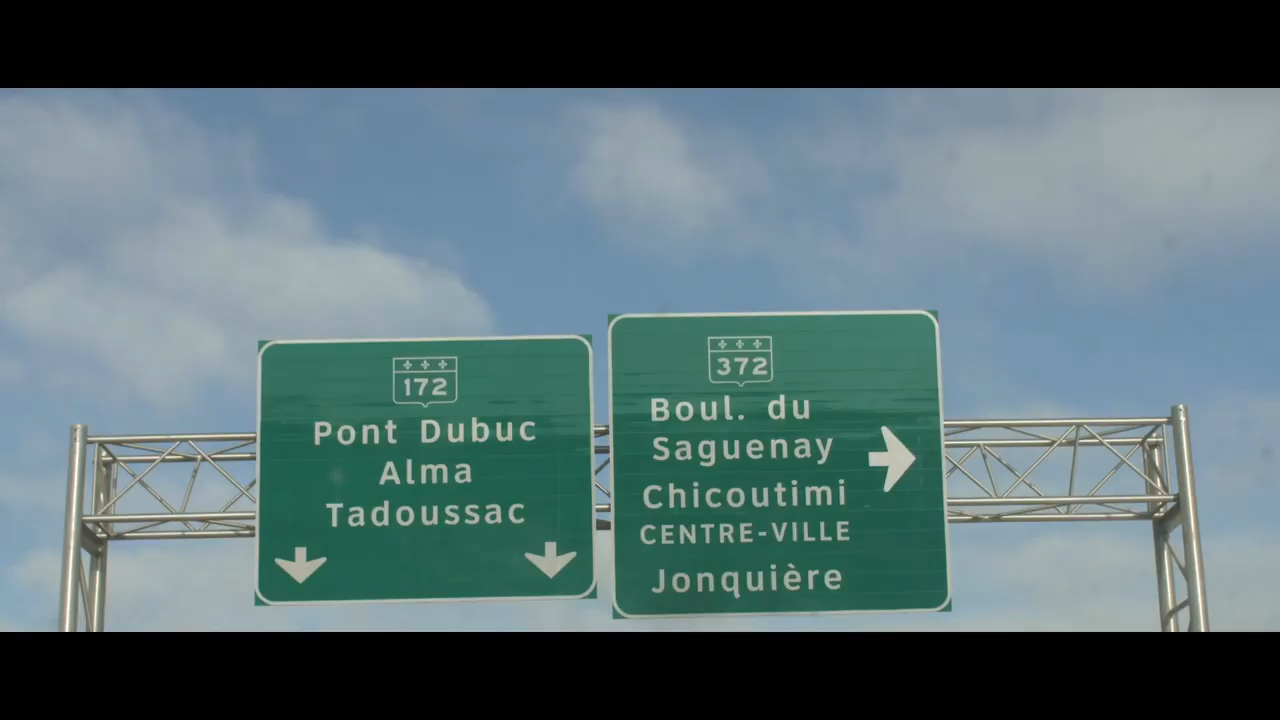 172
Pont Dubuc
Alma
Tadoussac
372
Boul. du
Saguenay
Chicoutimi
CENTRE-VILLE
Jonquière